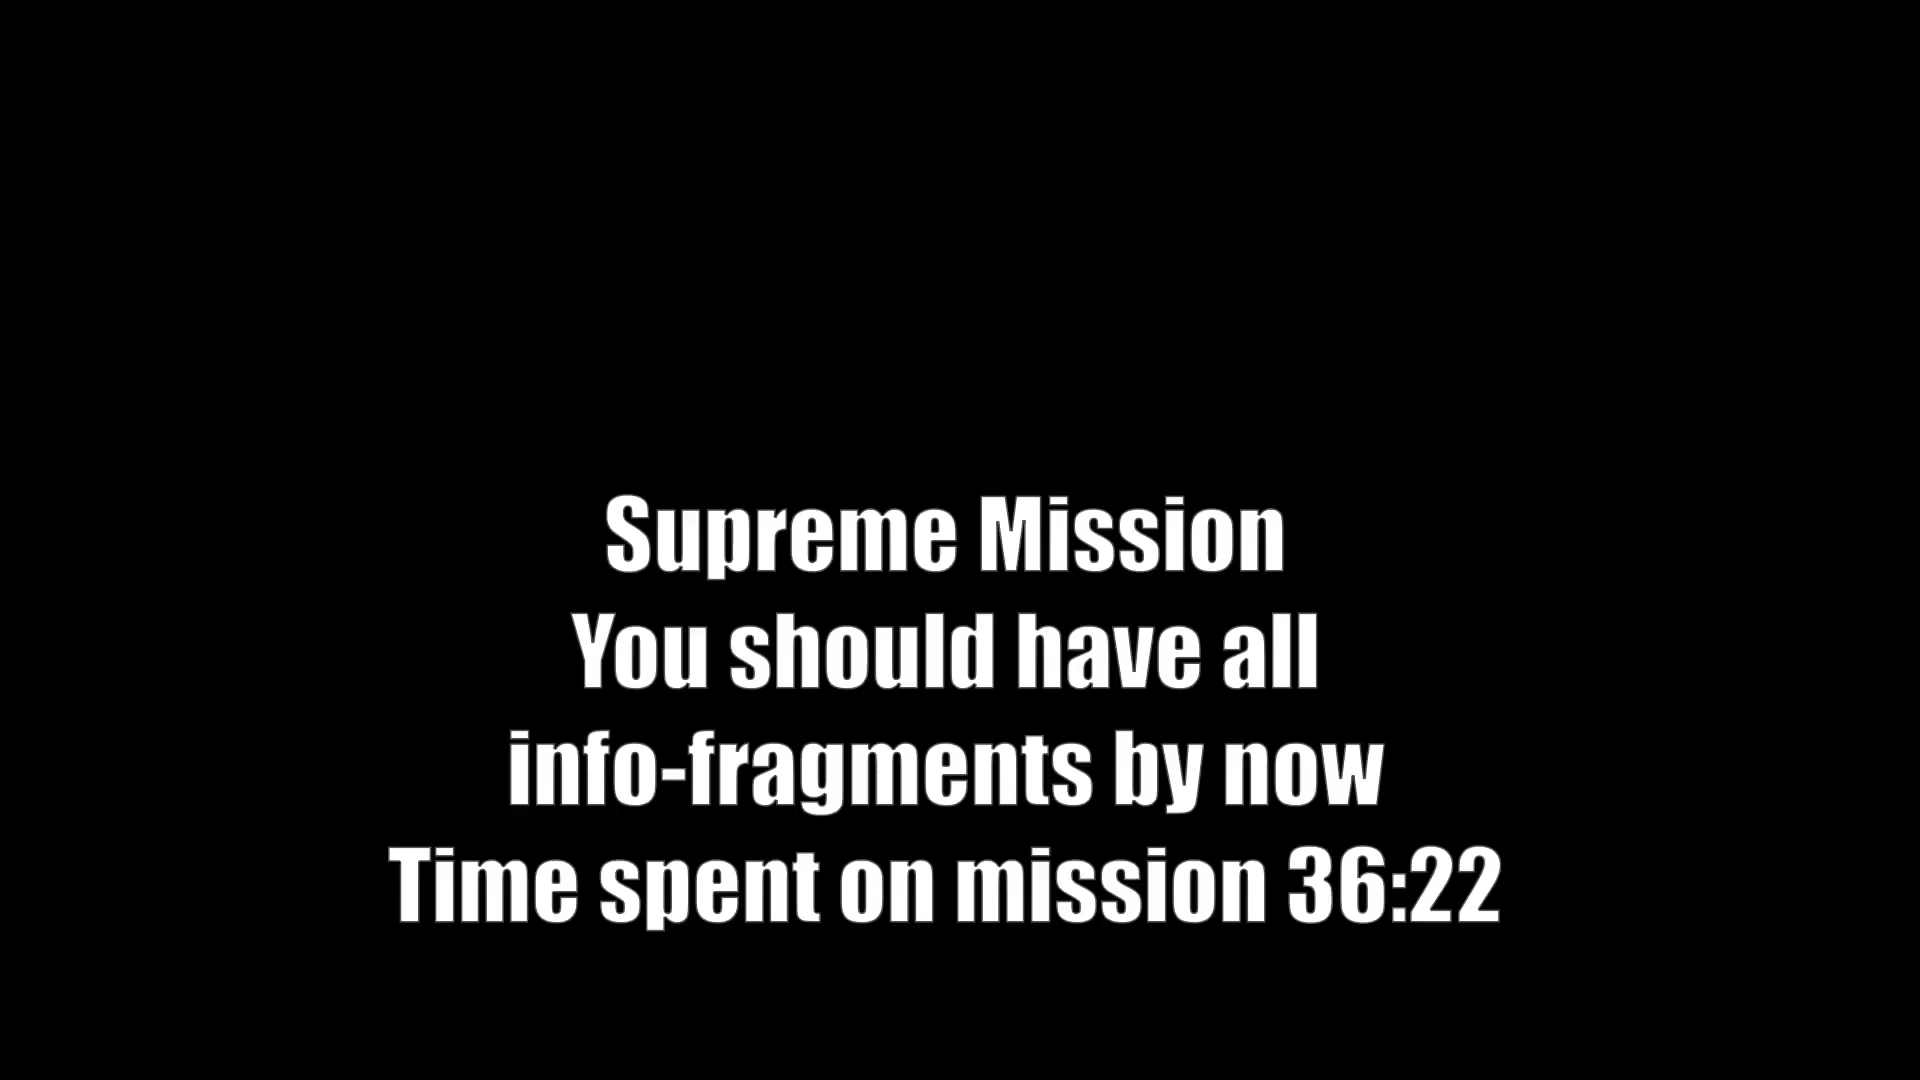 Supreme Mission
You should have all
info-fragments by now
Time spent on mission 36:22